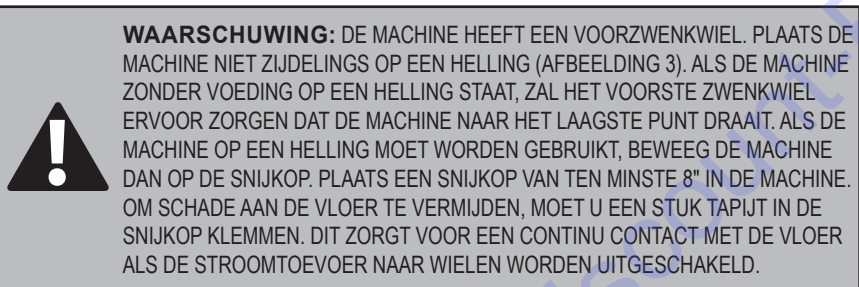 WAARSCHUWING: DE MACHINE HEEFT EEN VOORZWENKWIEL. PLAATS DE
MACHINE NIET ZIJDELINGS OP EEN HELLING (AFBEELDING 3). ALS DE MACHINE
ZONDER VOEDING OP EEN HELLING STAAT, ZAL HET VOORSTE ZWENKWIEL
ERVOOR ZORGEN DAT DE MACHINE NAAR HET LAAGSTE PUNT DRAAIT. ALS DE
MACHINE OP EEN HELLING MOET WORDEN GEBRUIKT, BEWEEG DE MACHINE
DAN OP DE SNIJKOP. PLAATS EEN SNIJKOP VAN TEN MINSTE 8" IN DE MACHINE.
OM SCHADE AAN DE VLOER TE VERMIJDEN, MOET U EEN STUK TAPIJT IN DE
SNIJKOP KLEMMEN. DIT ZORGT VOOR EEN CONTINU CONTACT MET DE VLOER
ALS DE STROOMTOEVOER NAAR WIELEN WORDEN UITGESCHAKELD.